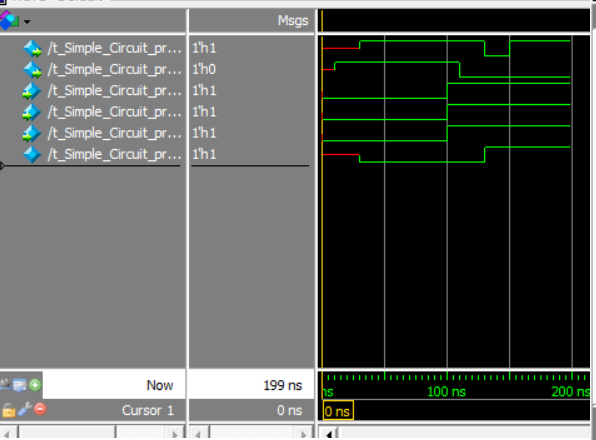 Msgs
/t_Simple_Circuit_pr... 1'h1
/t_Simple_Circuit_pr... 1'h0
/t_Simple_Circuit_pr... 1'h1
/t_Simple_Circuit_pr... 1'h1
/t_Simple_Circuit_pr... 1'h1
/t_Simple_Circuit_pr... 1'h1
Now 199 ns ns 100 ns 200 ns
Cursor 1 0 ns 0 ns